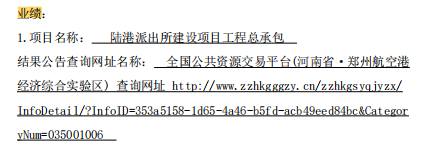 业绩：
1.项目名称： 陆港派出所建设项目工程总承包
结果公告查询网址名称： 全国公共资源交易平台(河南省·郑州航空港
经济综合实验区) 查询网址 http://www.zzhkgggzy.cn/zzhkgsyqjyzx/
InfoDetail/?InfoID=353a5158-1d65-4a46-b5fd-acb49eed84bc&Categor
yNum=035001006